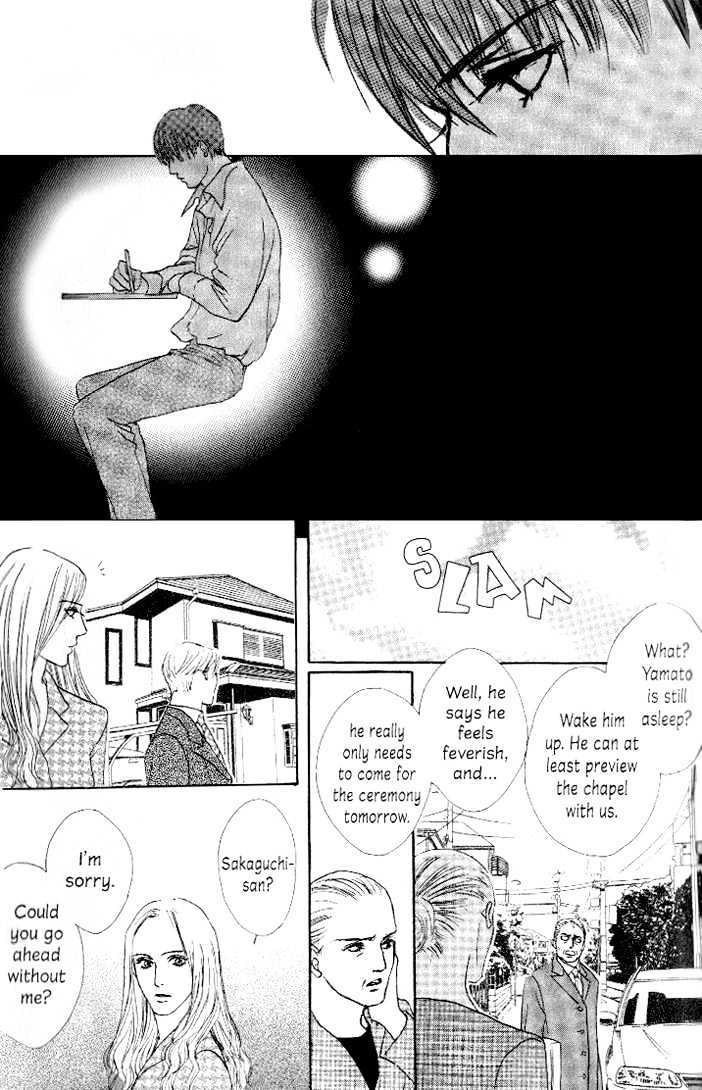 SLAM
What?
Yamato
is still
asleep?
Wake him
up. He can at
least preview
the chapel
with us.
Well, he
says he
feels
feverish,
and...
he really
only needs
to come for
the ceremony
tomorrow.
Sakaguchi-
san?
I'm
sorry.
Could
you go
ahead
without
me?